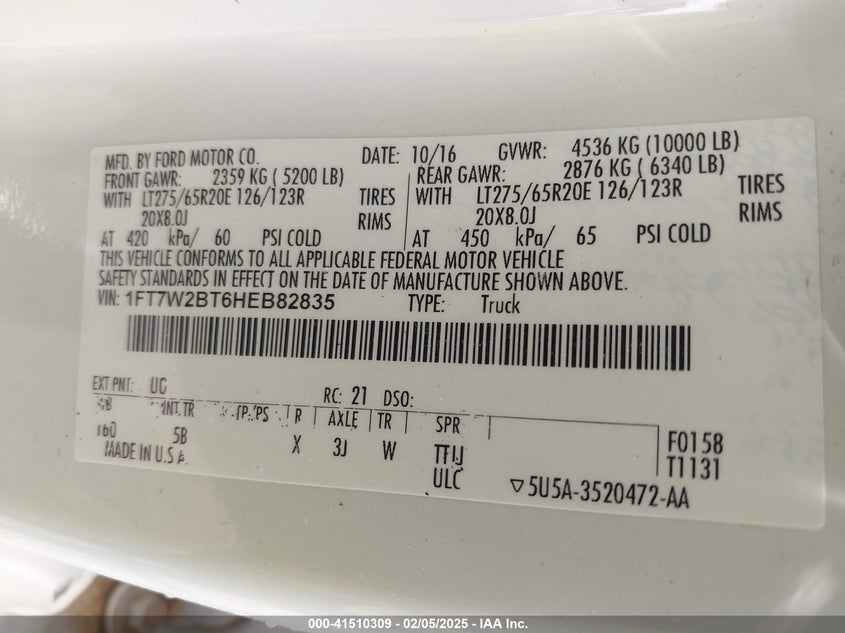 MFD. BY FORD MOTOR CO. DATE: 10/16 GVWR: 4536 KG (10000 LB)
FRONT GAWR: 2359 KG ( 5200 LB) REAR GAWR: 2876 KG ( 6340 LB)
WITH LT275/65R20E 126/123R TIRES WITH LT275/65R20E 126/123R TIRES
20X8.0J RIMS 20X8.0J RIMS
AT 420 kPa/ 60 PSI COLD AT 450 kPa/ 65 PSI COLD
THIS VEHICLE CONFORMS TO ALL APPLICABLE FEDERAL MOTOR VEHICLE
SAFETY STANDARDS IN EFFECT ON THE DATE OF MANUFACTURE SHOWN ABOVE.
VIN: 1FT7W2BT6HEB82835 TYPE: Truck
EXT PNT: UG RC: 21 DSO:
INT TR TP/PS R AXLE TR SPR
160 5B X 3J W F0158
MADE IN U.S.A. T1131
ULC ▽5U5A-3520472-AA
000-41510309 - 02/05/2025 - IAA Inc.